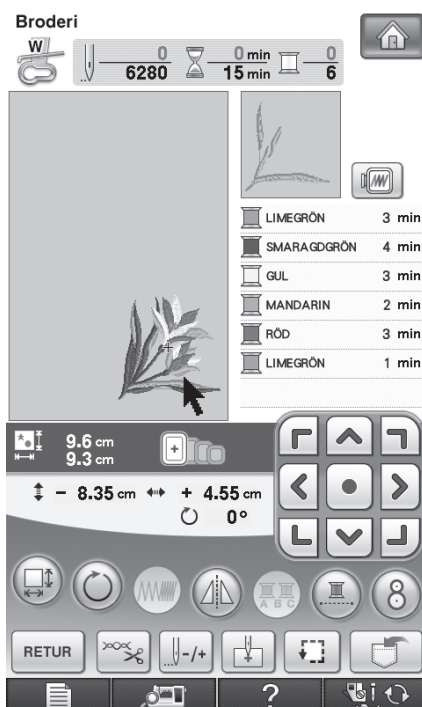 Broderi
W
0 0 min 0
6280 15 min 6
LIMEGRÖN 3 min
SMARAGDGRÖN 4 min
GUL 3 min
MANDARIN 2 min
RÖD 3 min
LIMEGRÖN 1 min
9.6 cm
9.3 cm
- 8.35 cm + 4.55 cm
0°
A B C
8
RETUR -/+
?